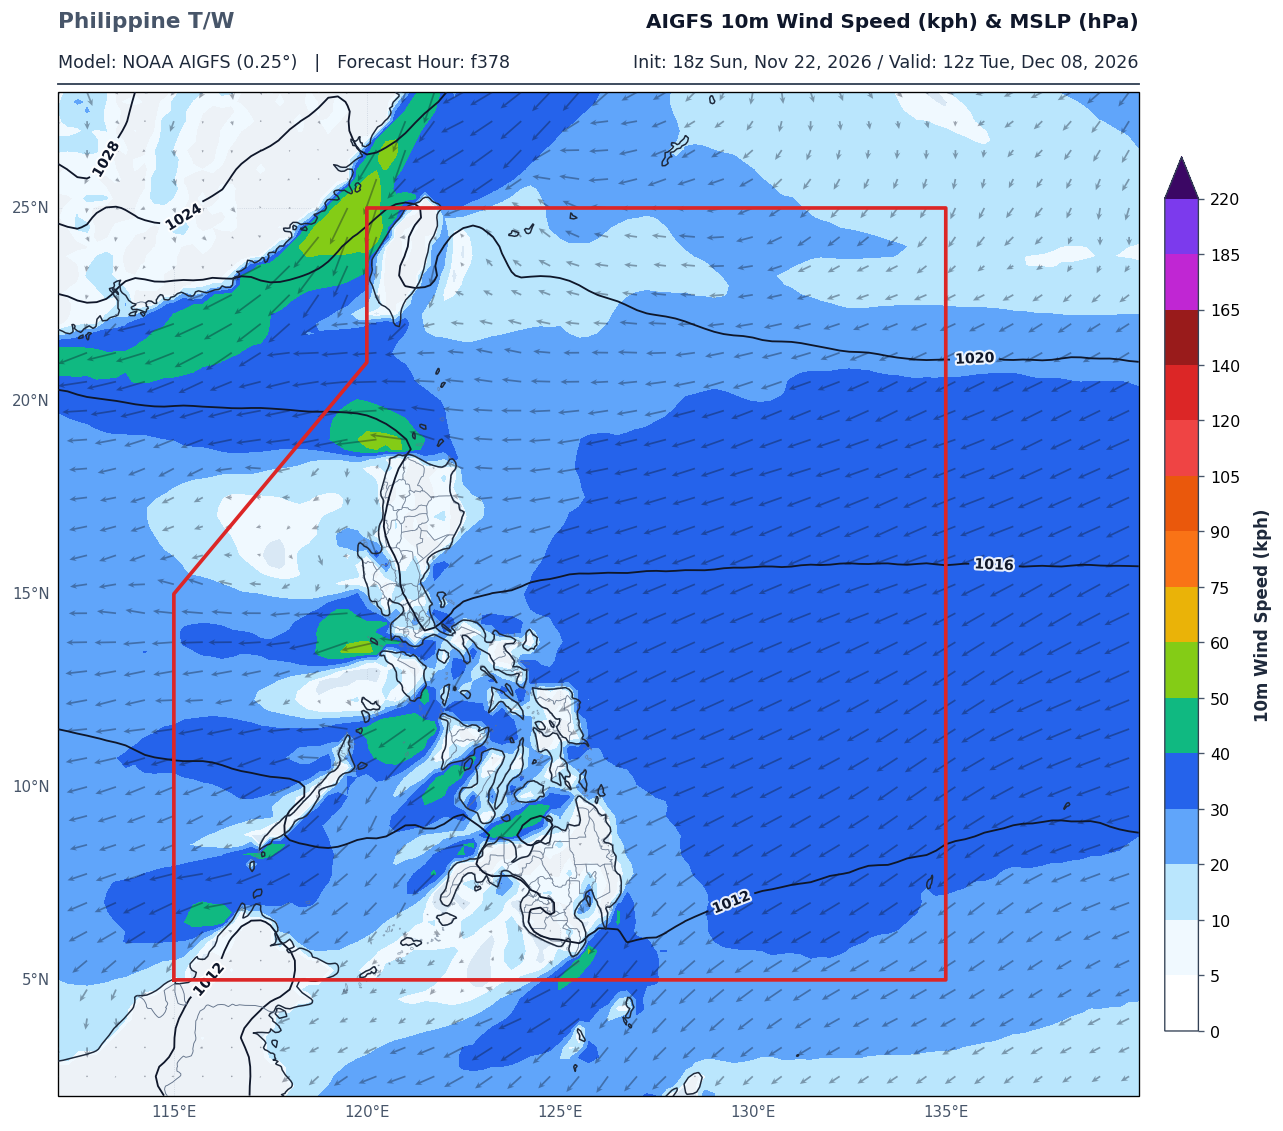 Philippine T/W
AIGFS 10m Wind Speed (kph) & MSLP (hPa)
Model: NOAA AIGFS (0.25°) | Forecast Hour: f378
Init: 18z Sun, Nov 22, 2026 / Valid: 12z Tue, Dec 08, 2026
1028
1024
1020
1016
1012
1012
25°N
20°N
15°N
10°N
5°N
115°E
120°E
125°E
130°E
135°E
220
185
165
140
120
105
90
75
60
50
40
30
20
10
5
0
10m Wind Speed (kph)